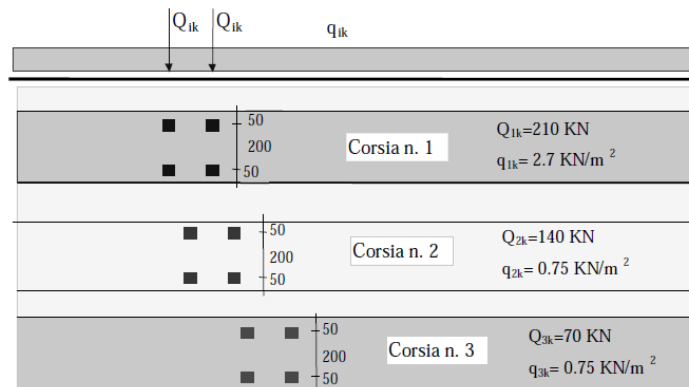 Qik Qik qik
50
200
50
Corsia n. 1
Q1k=210 KN
q1k= 2.7 KN/m 2
50
200
50
Corsia n. 2
Q2k=140 KN
q2k= 0.75 KN/m 2
50
200
50
Corsia n. 3
Q3k=70 KN
q3k= 0.75 KN/m 2